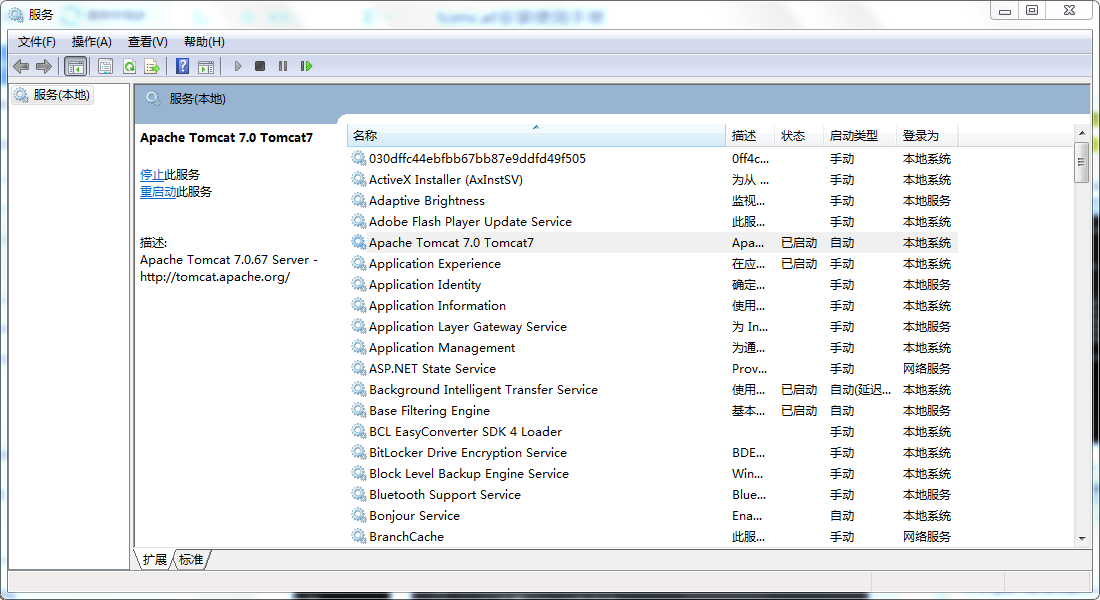 服务
tomcat安装使用手册
文件(F) 操作(A) 查看(V) 帮助(H)
服务(本地)
服务(本地)
Apache Tomcat 7.0 Tomcat7
停止此服务
重启动此服务
描述:
Apache Tomcat 7.0.67 Server -
http://tomcat.apache.org/
名称 描述 状态 启动类型 登录为
030dffc44ebfbb67bb87e9ddfd49f505 0ff4c... 手动 本地系统
ActiveX Installer (AxInstSV) 为从 ... 手动 本地系统
Adaptive Brightness 监视... 手动 本地服务
Adobe Flash Player Update Service 此服... 手动 本地系统
Apache Tomcat 7.0 Tomcat7 Apa... 已启动 自动 本地系统
Application Experience 在应... 已启动 手动 本地系统
Application Identity 确定... 手动 本地服务
Application Information 使用... 手动 本地系统
Application Layer Gateway Service 为 In... 手动 本地服务
Application Management 为通... 手动 本地系统
ASP.NET State Service Prov... 手动 网络服务
Background Intelligent Transfer Service 使用... 已启动 自动(延迟... 本地系统
Base Filtering Engine 基本... 已启动 自动 本地服务
BCL EasyConverter SDK 4 Loader 手动 本地系统
BitLocker Drive Encryption Service BDE... 手动 本地系统
Block Level Backup Engine Service Win... 手动 本地系统
Bluetooth Support Service Blue... 手动 本地服务
Bonjour Service Ena... 自动 本地系统
BranchCache 此服... 手动 网络服务
扩展 标准